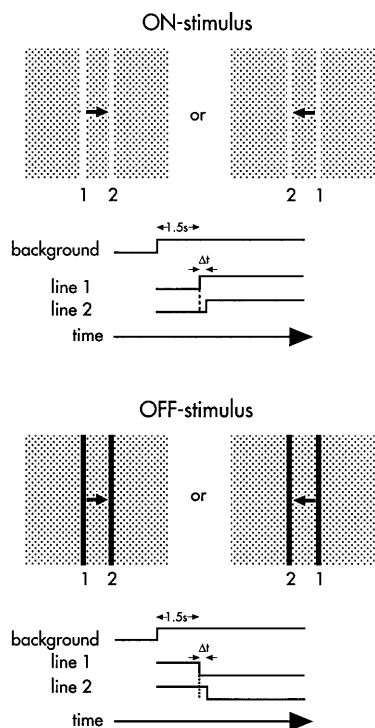 ON-stimulus
or
1 2 2 1
1.5s
background
Δt
line 1
line 2
time
OFF-stimulus
or
1 2 2 1
1.5s
background
Δt
line 1
line 2
time